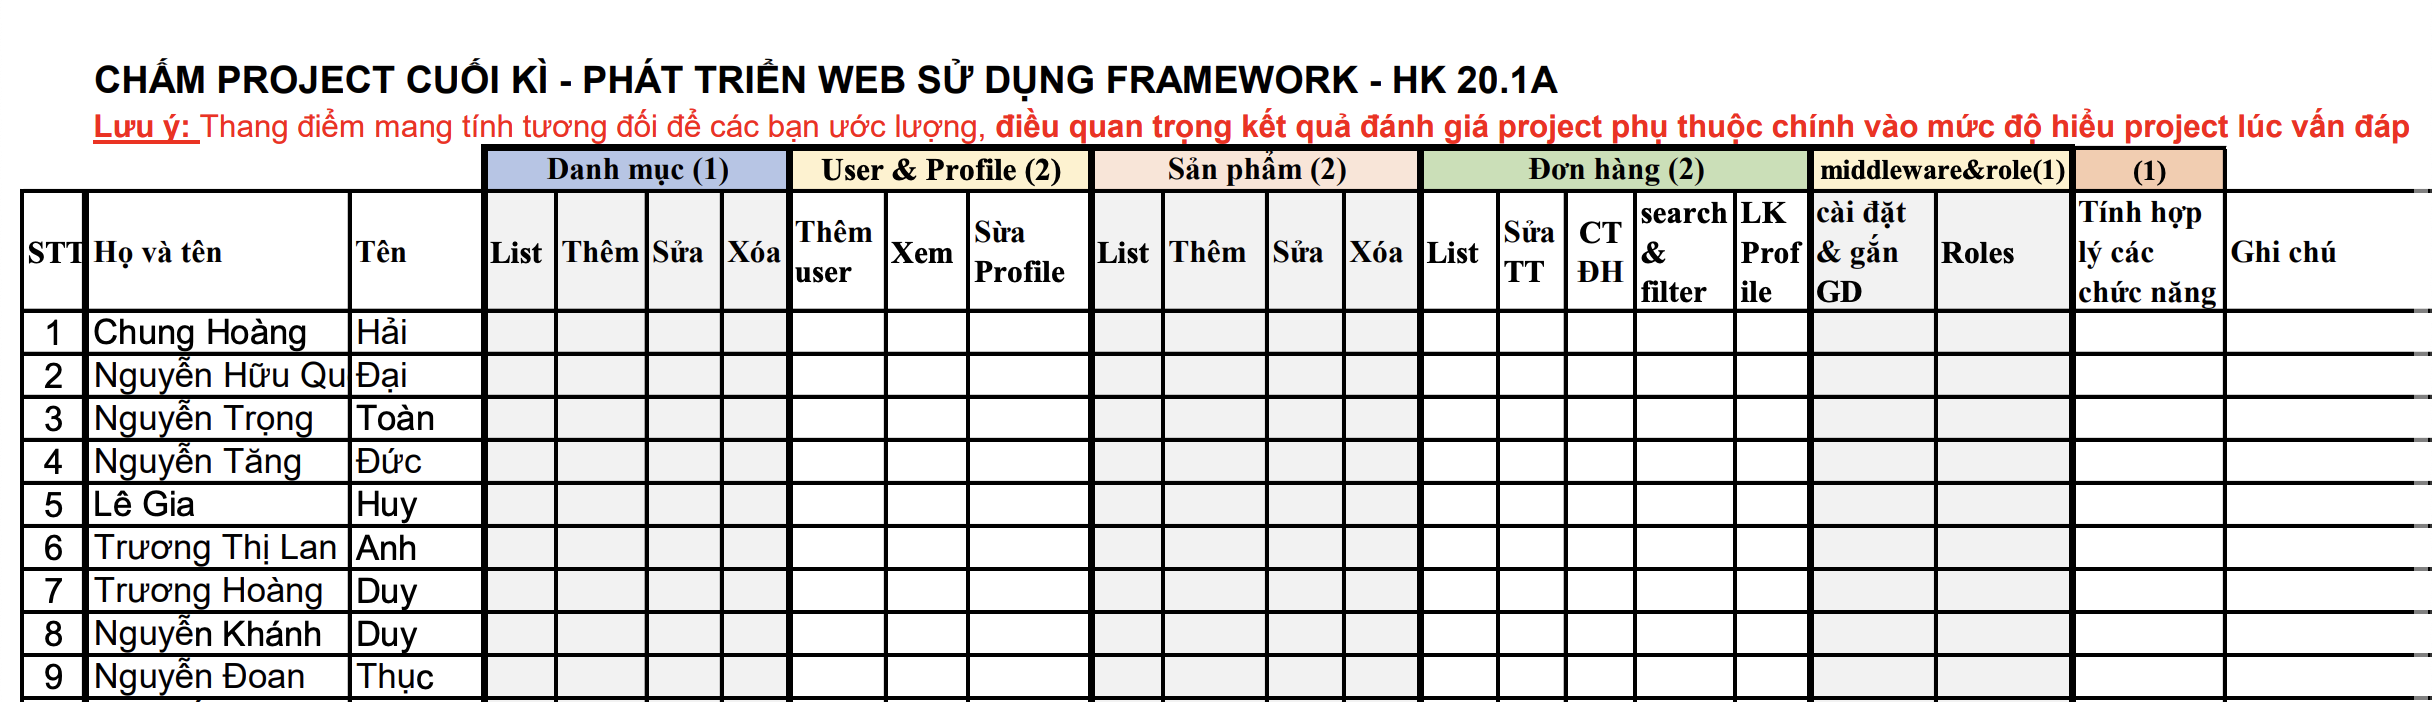 CHẤM PROJECT CUỐI KÌ - PHÁT TRIỂN WEB SỬ DỤNG FRAMEWORK - HK 20.1A
Lưu ý: Thang điểm mang tính tương đối để các bạn ước lượng, điều quan trọng kết quả đánh giá project phụ thuộc chính vào mức độ hiểu project lúc vấn đáp
Danh mục (1) User & Profile (2) Sản phẩm (2) Đơn hàng (2) middleware&role(1) (1)
STT Họ và tên Tên List Thêm Sửa Xóa
Thêm
user
Xem
Sừa
Profile
List Thêm Sửa Xóa List
Sửa
TT
CT
ĐH
search
&
filter
LK
Prof
ile
cài đặt
& gắn
GD
Roles
Tính hợp
lý các
chức năng
Ghi chú
1 Chung Hoàng Hải
2 Nguyễn Hữu Qu Đại
3 Nguyễn Trọng Toàn
4 Nguyễn Tăng Đức
5 Lê Gia Huy
6 Trương Thị Lan Anh
7 Trương Hoàng Duy
8 Nguyễn Khánh Duy
9 Nguyễn Đoan Thục